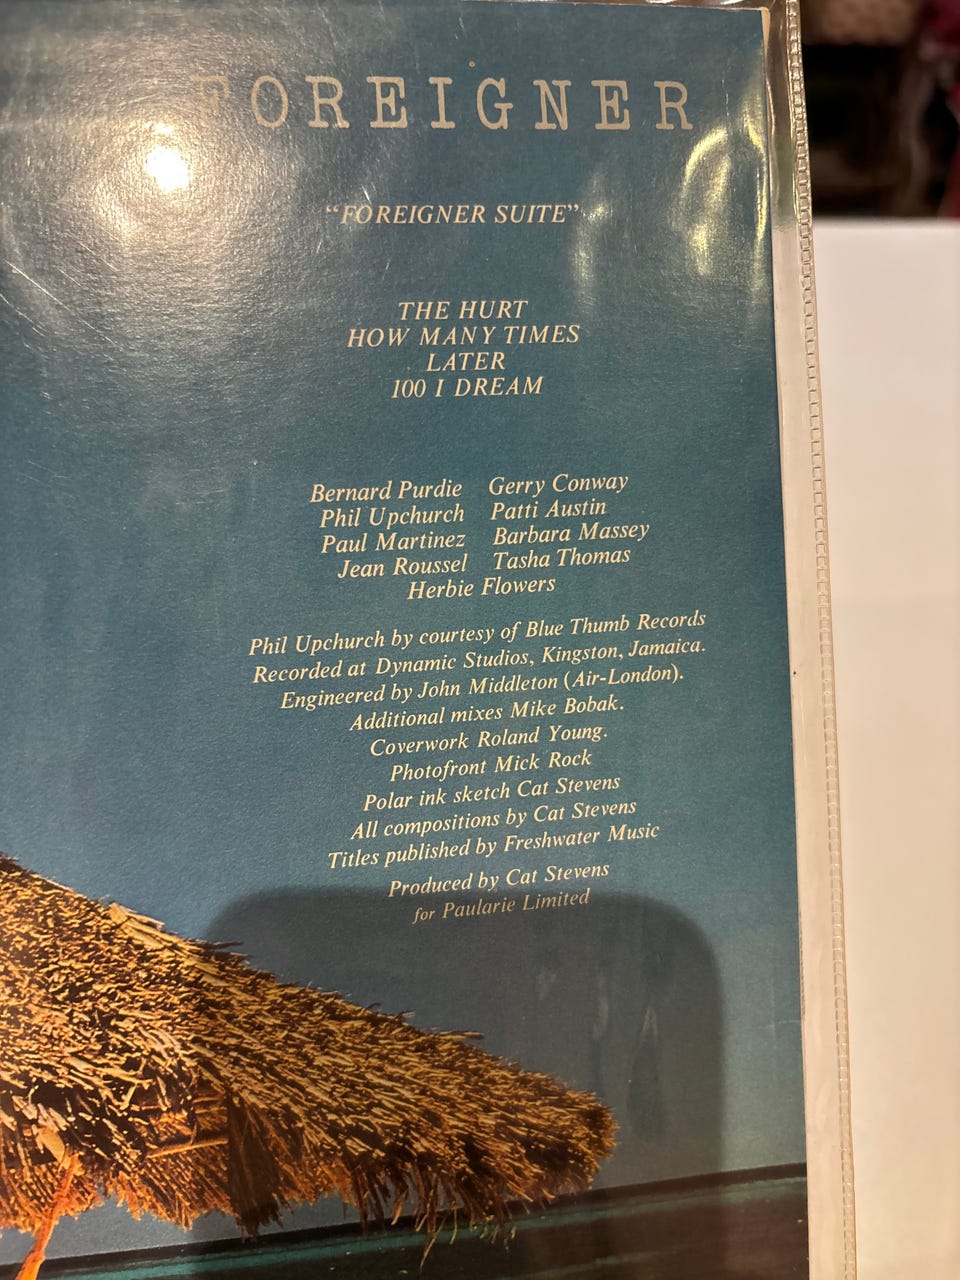 FOREIGNER
“FOREIGNER SUITE”
THE HURT
HOW MANY TIMES
LATER
100 I DREAM
Bernard Purdie Gerry Conway
Phil Upchurch Patti Austin
Paul Martinez Barbara Massey
Jean Roussel Tasha Thomas
Herbie Flowers
Phil Upchurch by courtesy of Blue Thumb Records
Recorded at Dynamic Studios, Kingston, Jamaica.
Engineered by John Middleton (Air-London).
Additional mixes Mike Bobak.
Coverwork Roland Young.
Photofront Mick Rock
Polar ink sketch Cat Stevens
All compositions by Cat Stevens
Titles published by Freshwater Music
Produced by Cat Stevens
for Paularie Limited